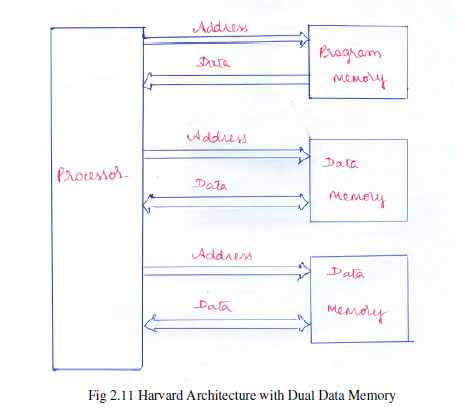 Address
Program
Data
Memory
Address
Data
Processor
Data
Memory
Address
Data
Data
Memory
Fig 2.11 Harvard Architecture with Dual Data Memory